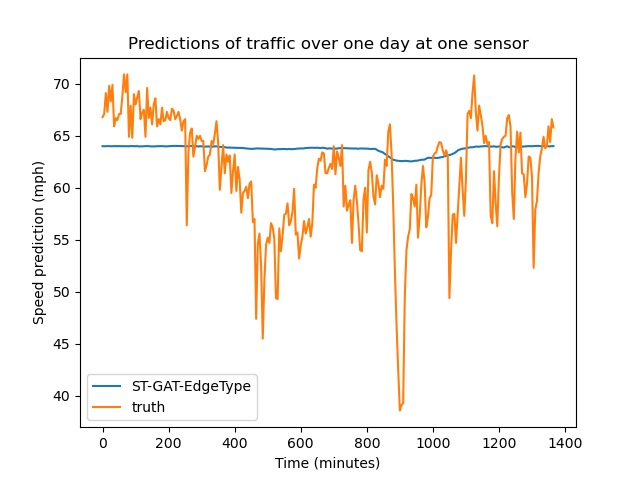 Predictions of traffic over one day at one sensor
Speed prediction (mph)
70
65
60
55
50
45
40
ST-GAT-EdgeType
truth
0 200 400 600 800 1000 1200 1400
Time (minutes)